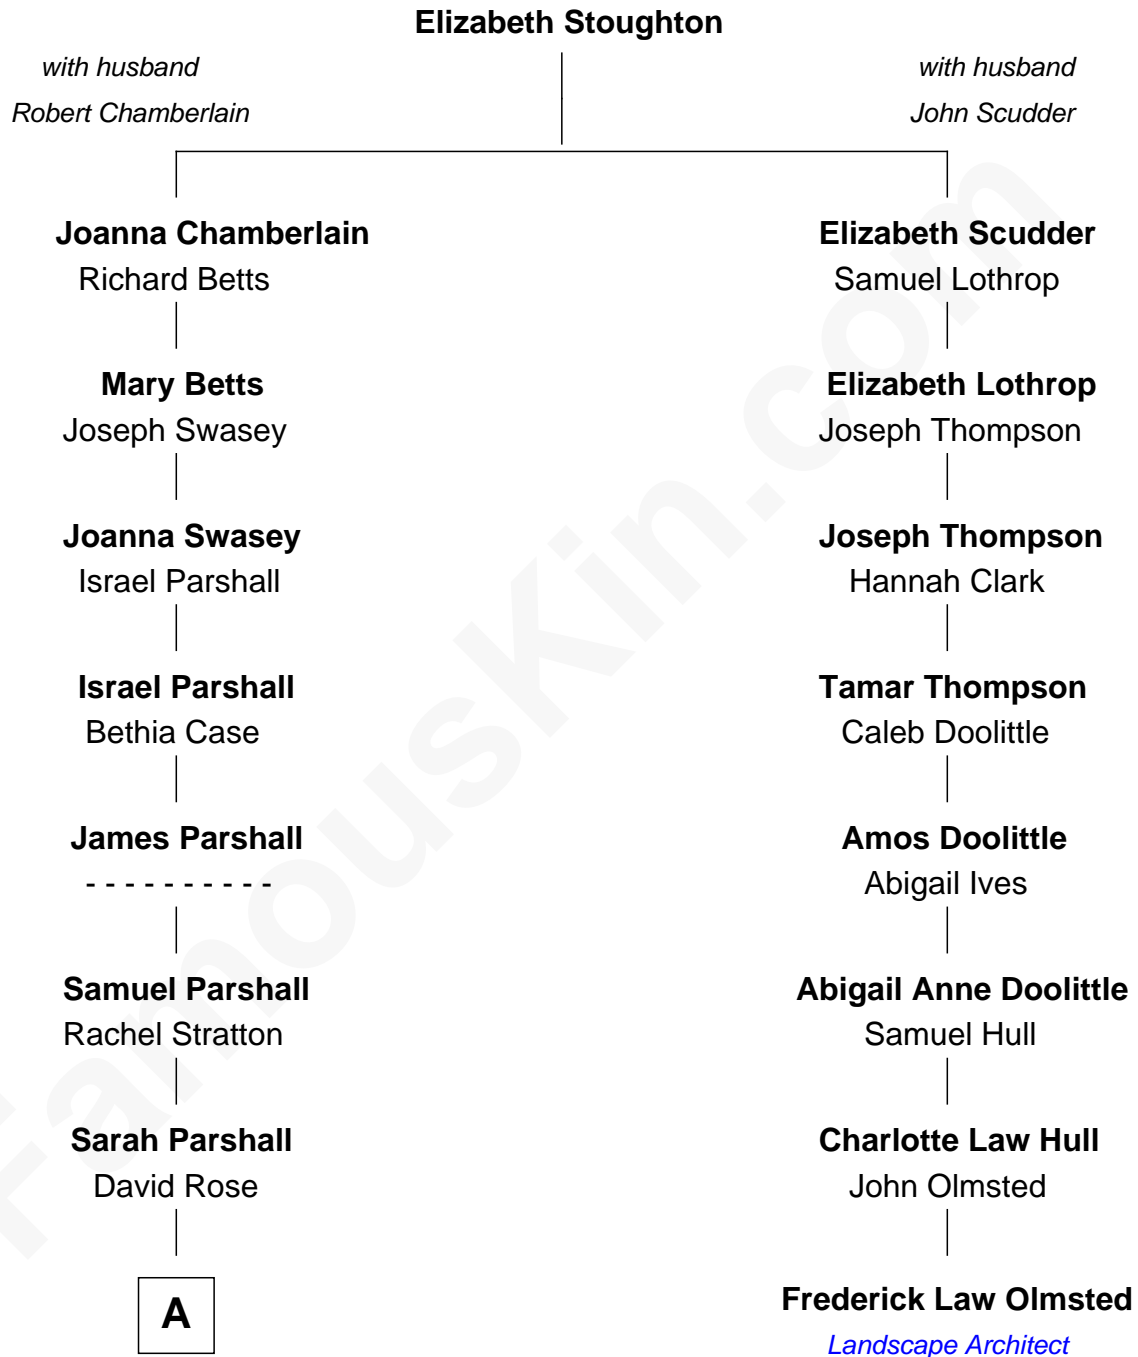 Elizabeth Stoughton
with husband
Robert Chamberlain
with husband
John Scudder
Joanna Chamberlain
Richard Betts
Elizabeth Scudder
Samuel Lothrop
Mary Betts
Joseph Swasey
Elizabeth Lothrop
Joseph Thompson
Joanna Swasey
Israel Parshall
Joseph Thompson
Hannah Clark
Israel Parshall
Bethia Case
Tamar Thompson
Caleb Doolittle
James Parshall
- - - - - - - - - -
Amos Doolittle
Abigail Ives
Samuel Parshall
Rachel Stratton
Abigail Anne Doolittle
Samuel Hull
Sarah Parshall
David Rose
Charlotte Law Hull
John Olmsted
A
Frederick Law Olmsted
Landscape Architect
FamousKin.com